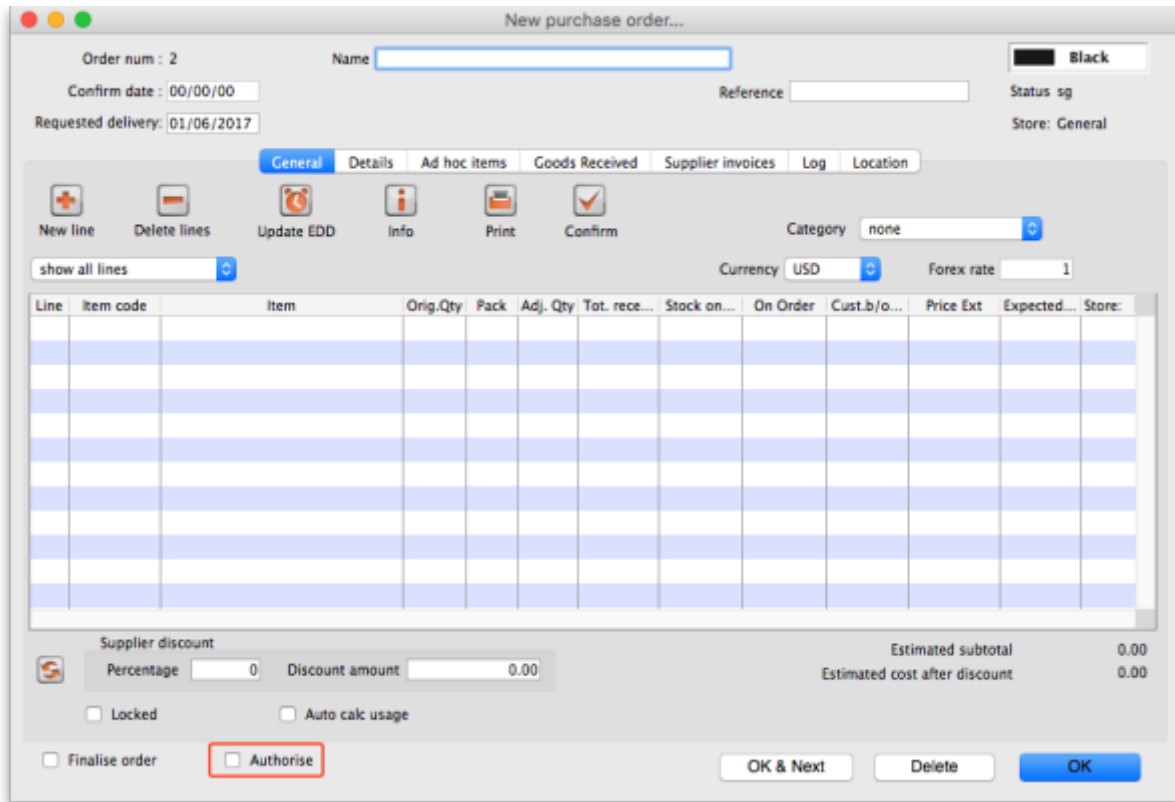 New purchase order...
Order num : 2 Name Black
Confirm date : 00/00/00 Reference Status sg
Requested delivery: 01/06/2017 Store: General
General Details Ad hoc items Goods Received Supplier invoices Log Location
New line Delete lines Update EDD Info Print Confirm Category none
show all lines Currency USD Forex rate 1
Line Item code Item Orig.Qty Pack Adj. Qty Tot. rece... Stock on... On Order Cust.b/o... Price Ext Expected... Store:
Supplier discount Estimated subtotal 0.00
Percentage 0 Discount amount 0.00 Estimated cost after discount 0.00
Locked Auto calc usage
Finalise order Authorise OK & Next Delete OK